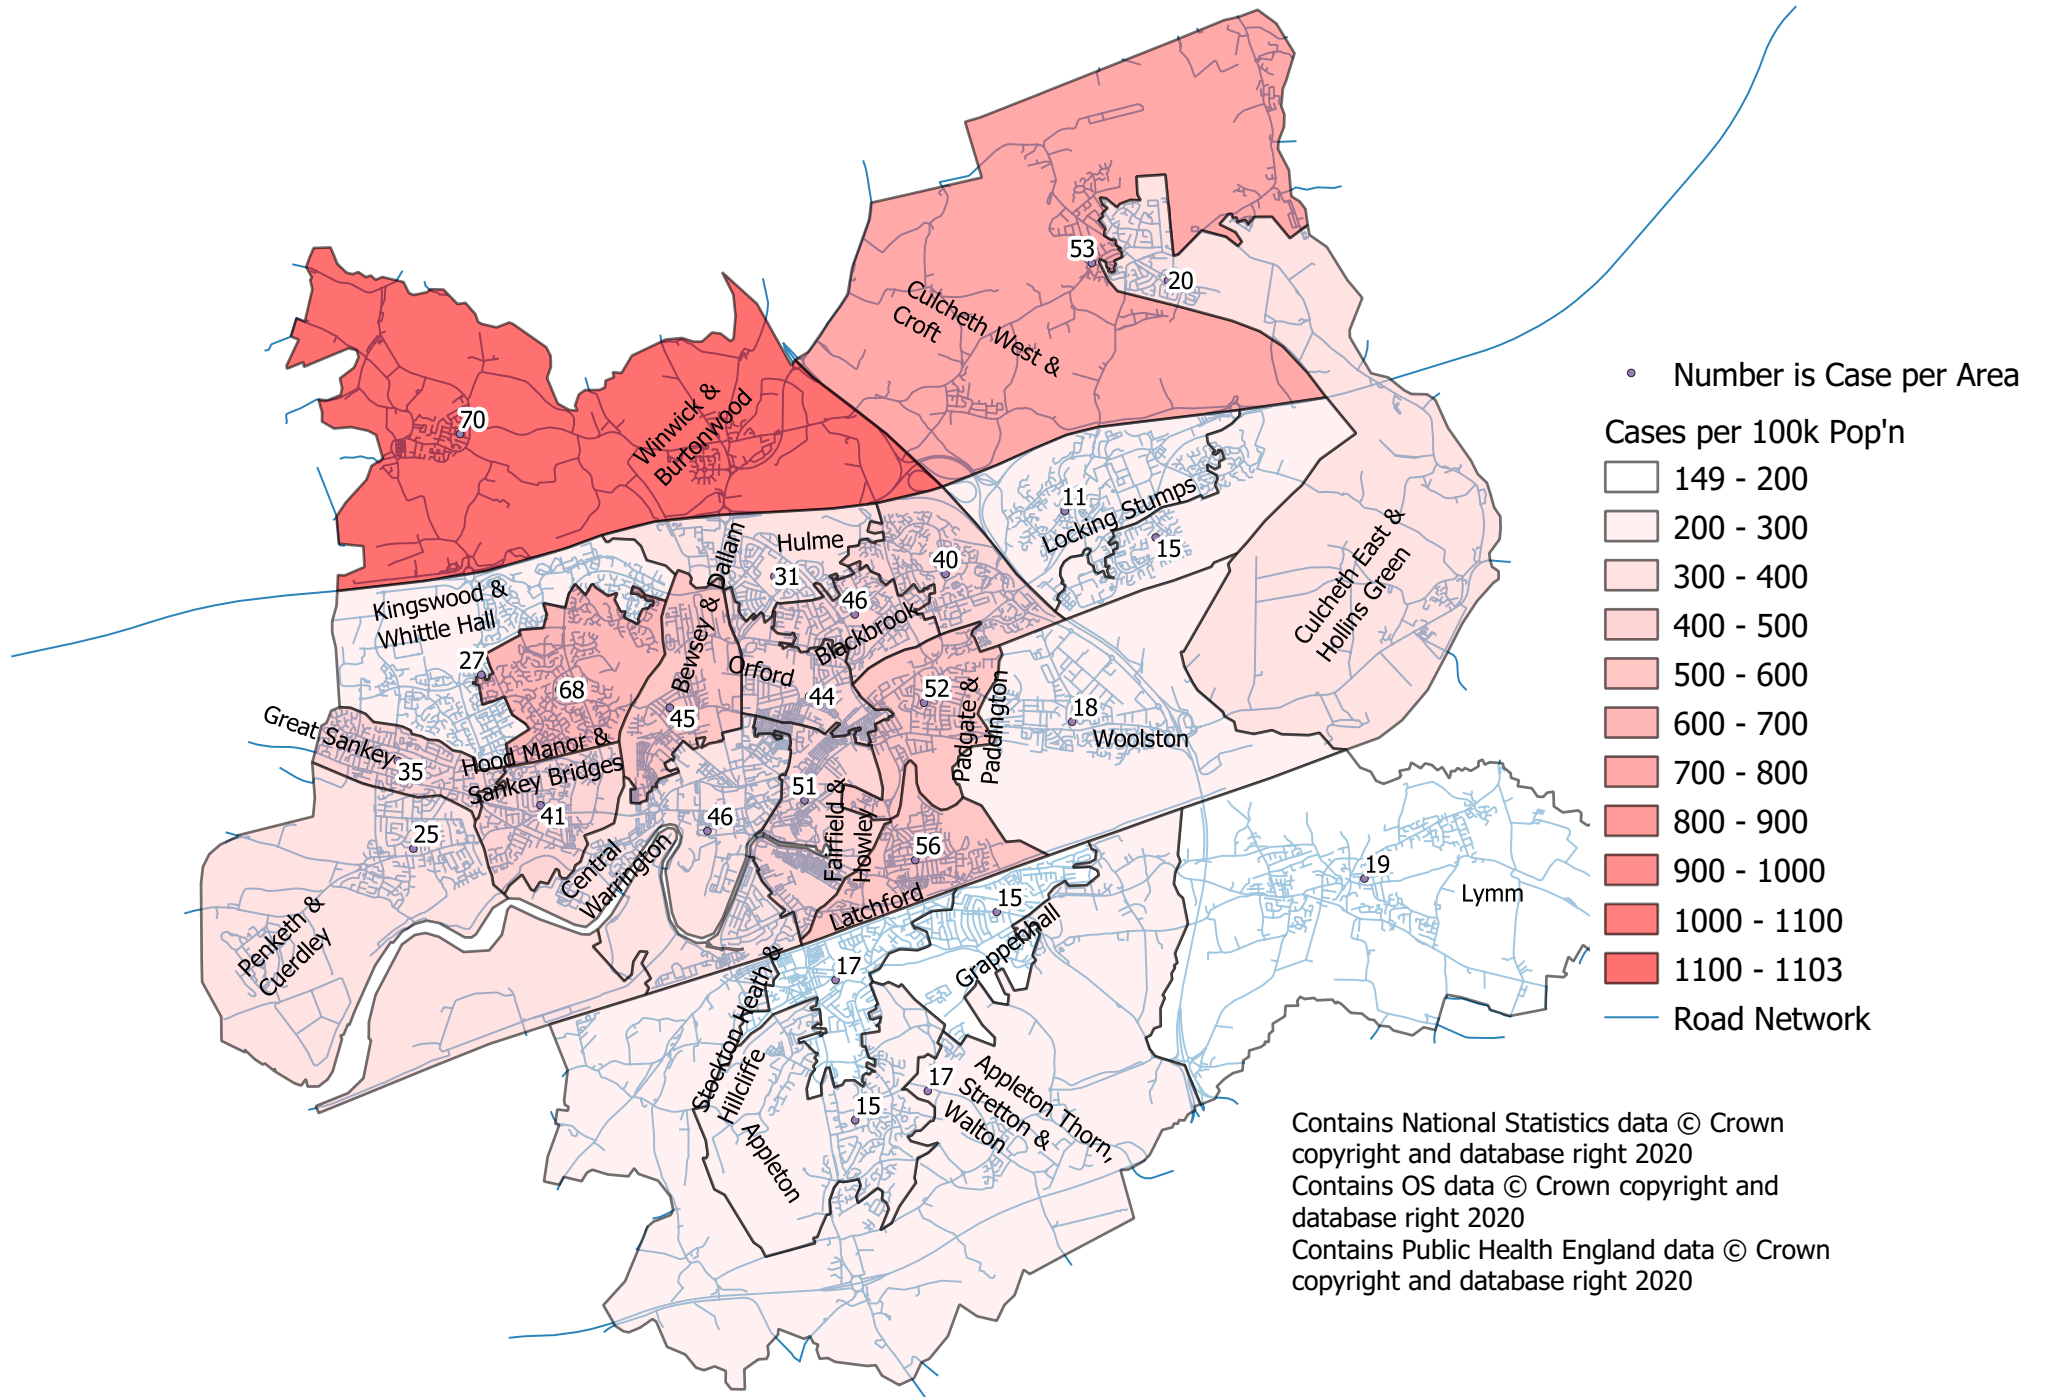 53
20
Culcheth West &
Croft
70
Winwick &
Burtonwood
11
Locking Stumps
15
Culcheth East &
Hollins Green
Hulme
31
40
46
Blackbrook
Kingswood &
Whittle Hall
27
68
Bewsey & Dallam
45
Orford
44
52
Padgate &
Paddington
18
Woolston
Great Sankey
35
Hood Manor &
Sankey Bridges
41
25
Penketh &
Cuerdley
Central
Warrington
46
51
Fairfield &
Howley
56
Latchford
15
Grappenhall
19
Lymm
17
Stockton Heath &
Hillcliffe
15
Appleton
17
Appleton Thorn,
Stretton &
Walton
Number is Case per Area
Cases per 100k Pop'n
149 - 200
200 - 300
300 - 400
400 - 500
500 - 600
600 - 700
700 - 800
800 - 900
900 - 1000
1000 - 1100
1100 - 1103
Road Network
Contains National Statistics data © Crown
copyright and database right 2020
Contains OS data © Crown copyright and
database right 2020
Contains Public Health England data © Crown
copyright and database right 2020